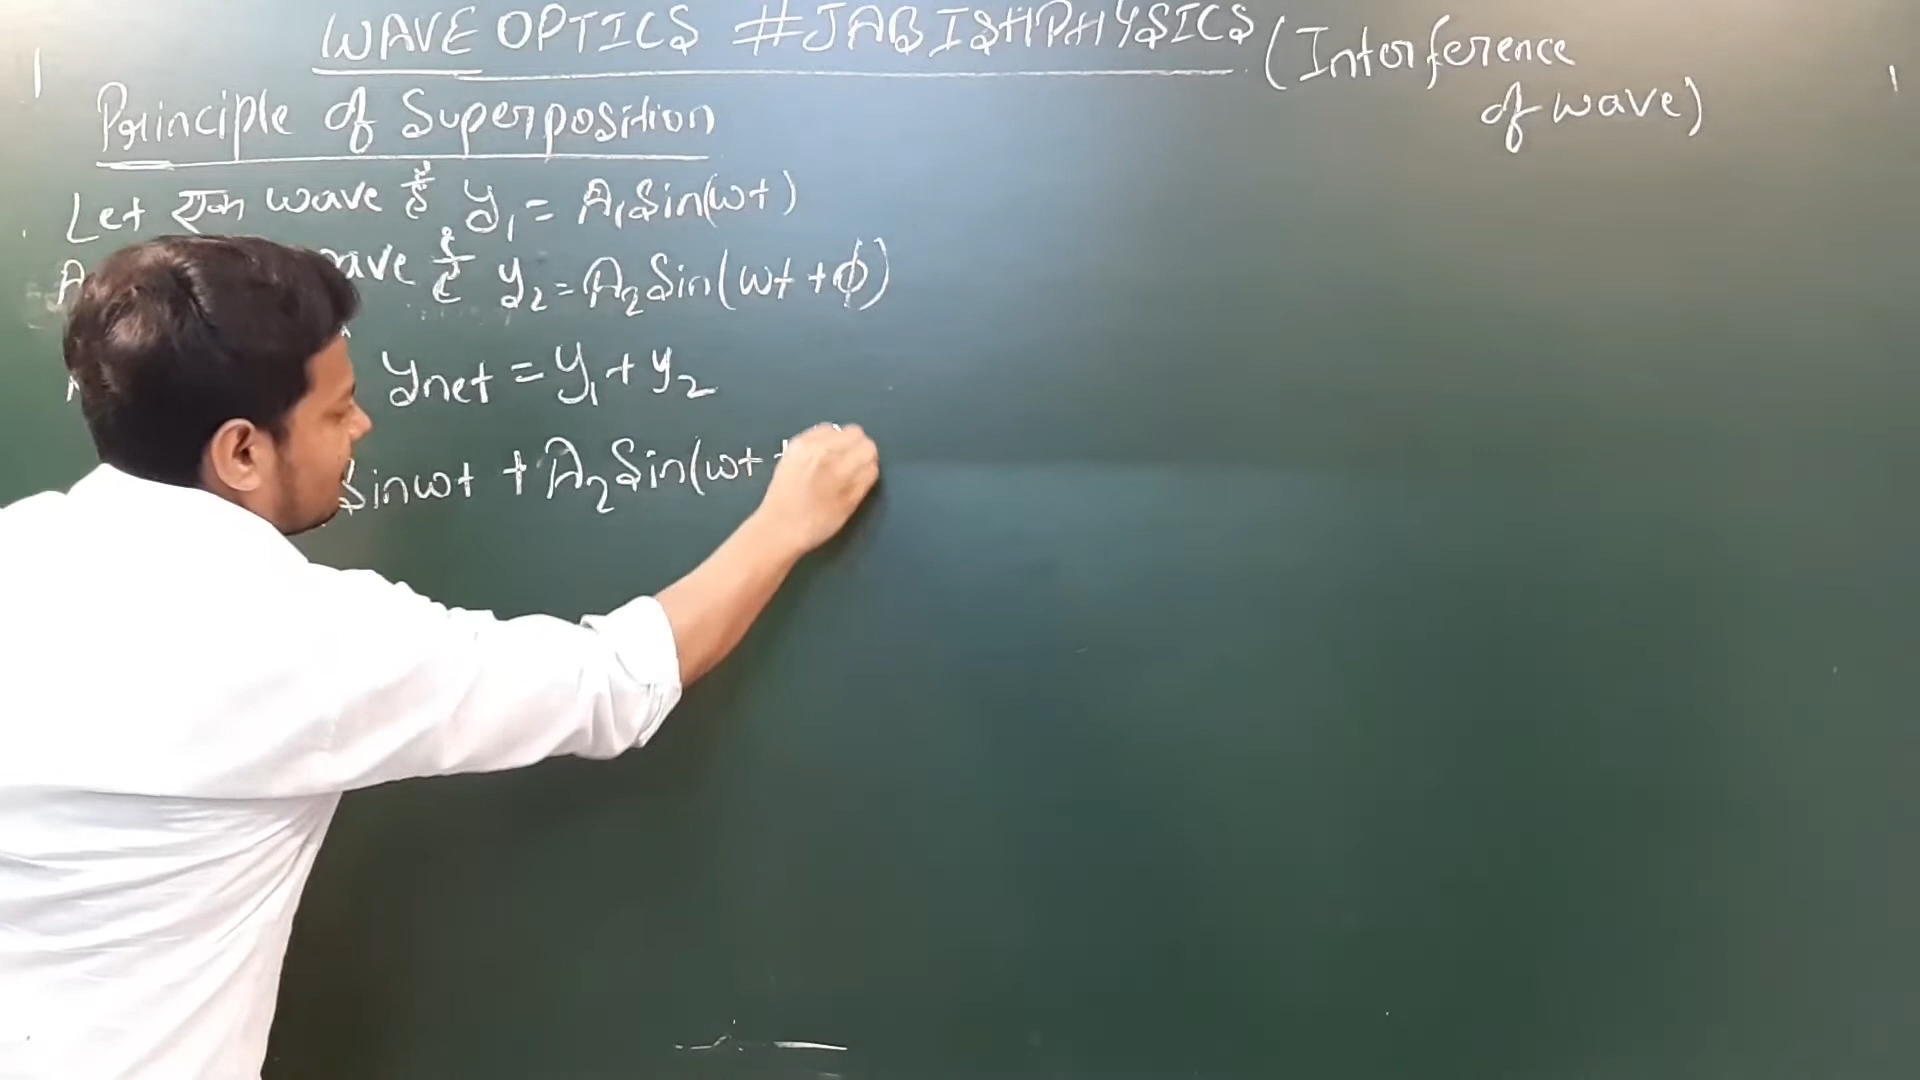 WAVE OPTICS #JABISHPHYSICS (Interference
of wave)
Principle of Superposition
Let एक wave है y₁ = A₁Sin(ωt)
है y₂ = A₂Sin(ωt + ϕ)
ynet = y₁ + y₂
Sinωt + A₂Sin(ωt +